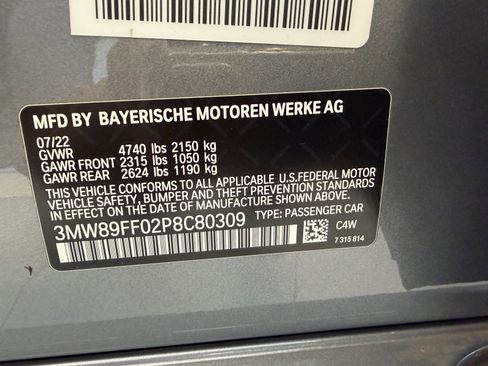 MFD BY BAYERISCHE MOTOREN WERKE AG
07/22
GVWR 4740 lbs 2150 kg
GAWR FRONT 2315 lbs 1050 kg
GAWR REAR 2624 lbs 1190 kg
THIS VEHICLE CONFORMS TO ALL APPLICABLE U.S.FEDERAL MOTOR
VEHICLE SAFETY, BUMPER AND THEFT PREVENTION STANDARDS
IN EFFECT ON THE DATE OF MANUFACTURE SHOWN ABOVE.
3MW89FF02P8C80309 TYPE: PASSENGER CAR
C4W
7 315 814